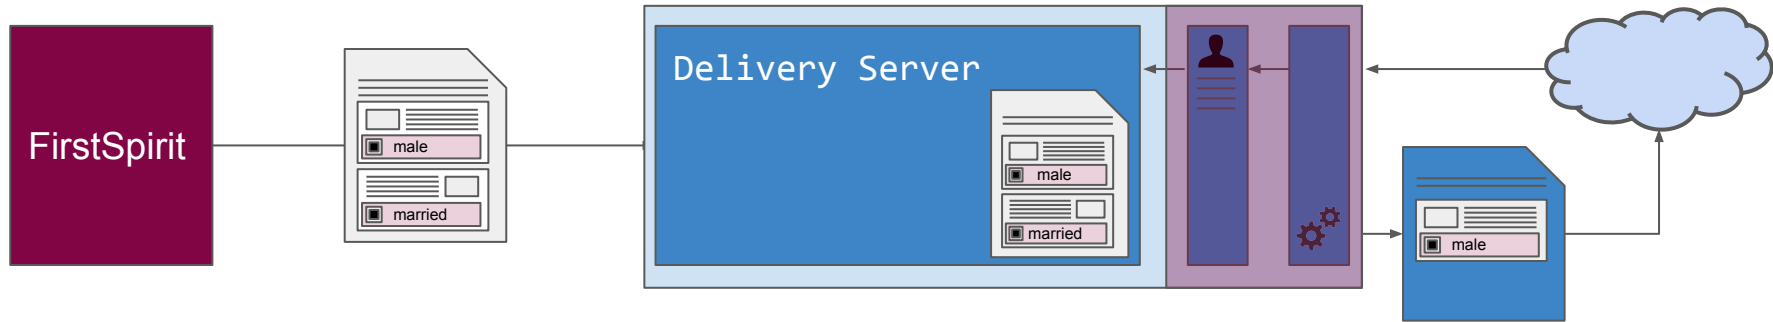 FirstSpirit
male
married
Delivery Server
male
married
male